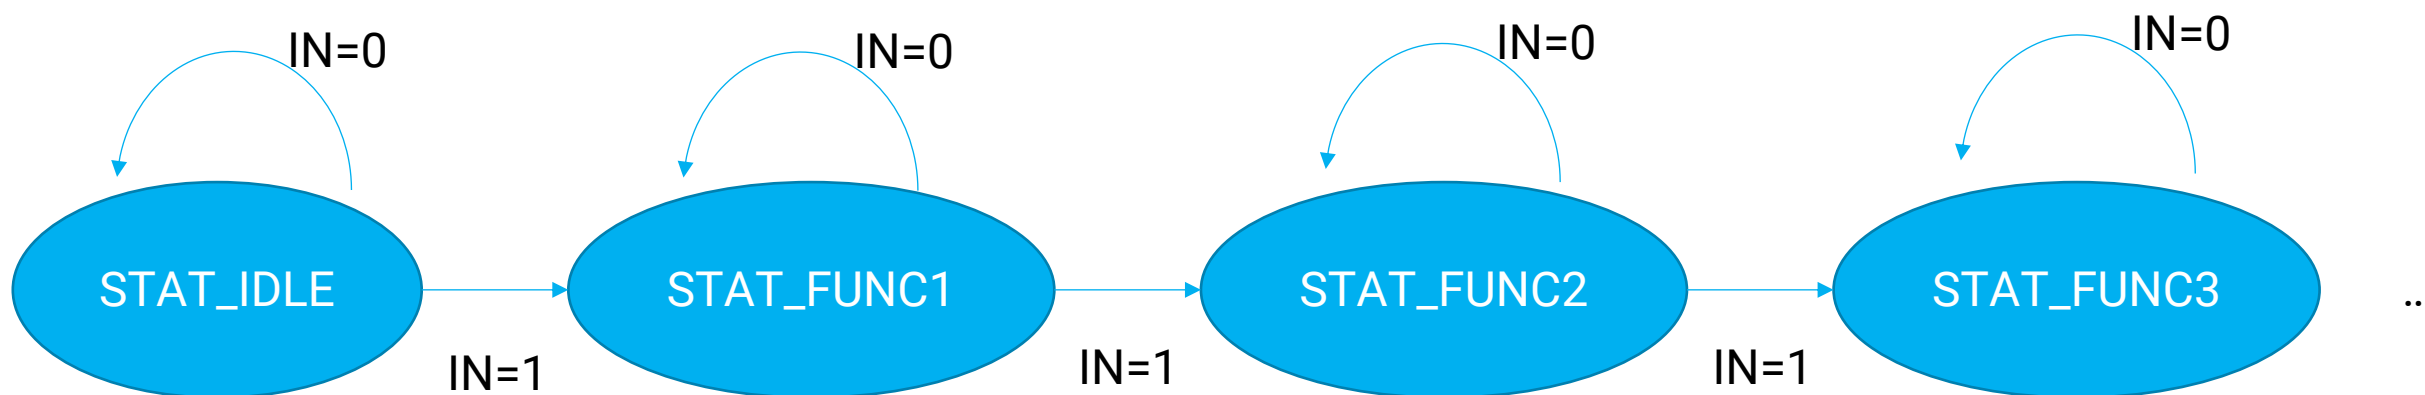 IN=0
IN=0
IN=0
IN=0
STAT_IDLE
STAT_FUNC1
STAT_FUNC2
STAT_FUNC3
..
IN=1
IN=1
IN=1